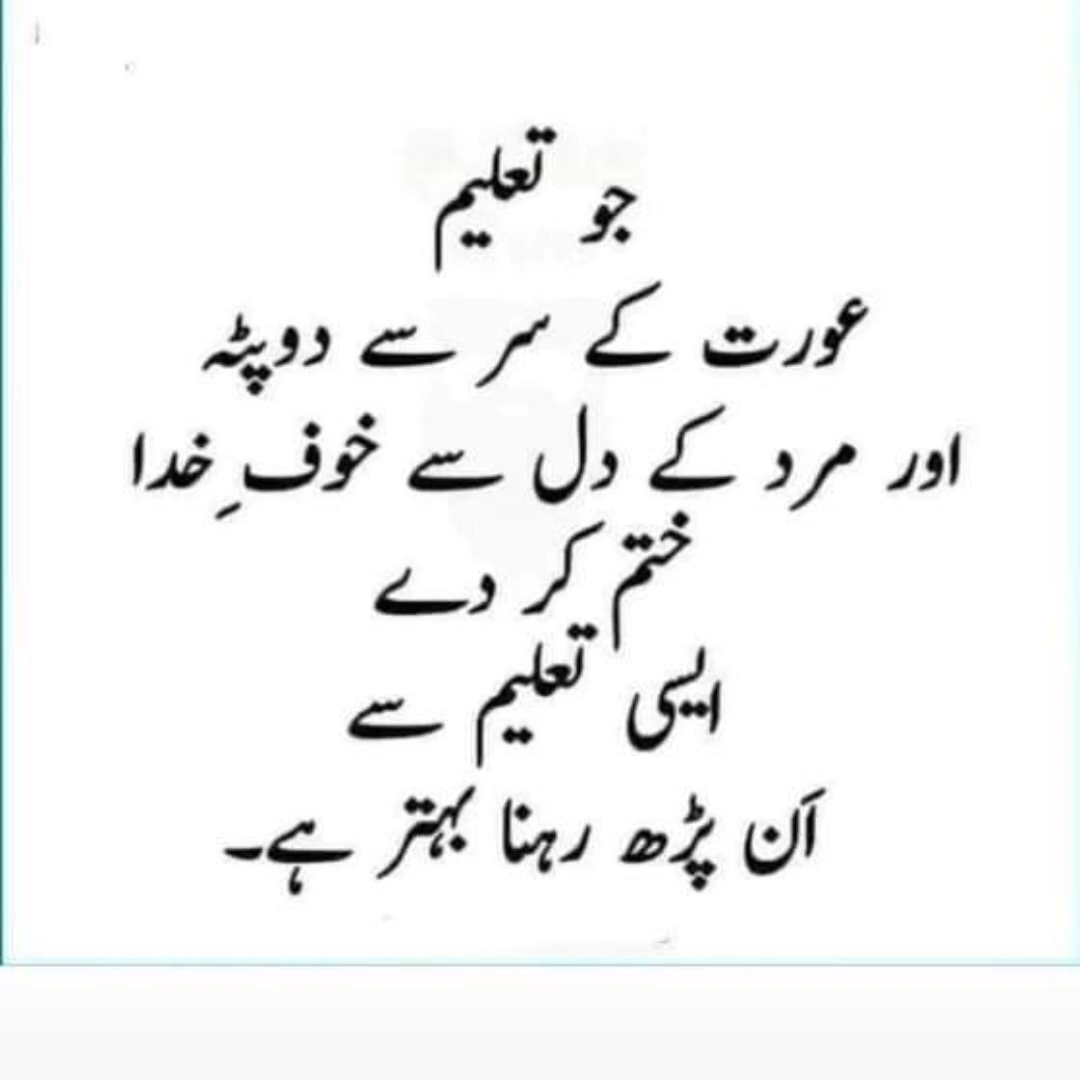 جو تعلیم
عورت کے سر سے دوپٹہ
اور مرد کے دل سے خوفِ خدا
ختم کر دے
ایسی تعلیم سے
اَن پڑھ رہنا بہتر ہے۔